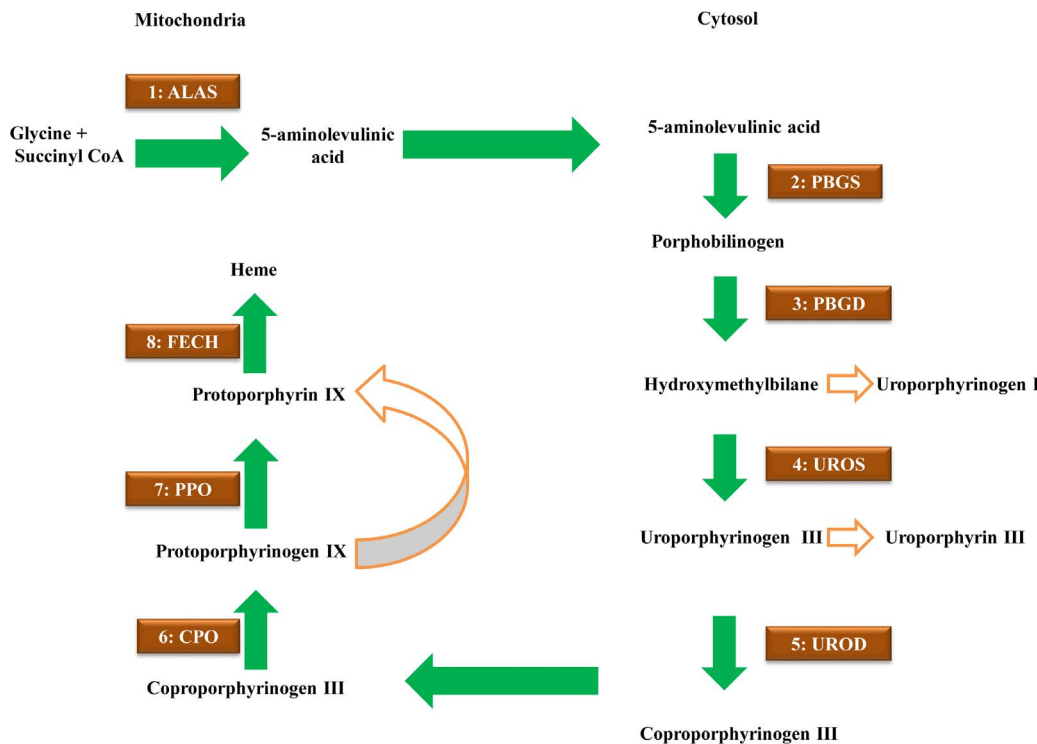 Mitochondria
Cytosol
1: ALAS
Glycine +
Succinyl CoA
5-aminolevulinic
acid
5-aminolevulinic acid
2: PBGS
Porphobilinogen
3: PBGD
Hydroxymethylbilane
Uroporphyrinogen I
4: UROS
Uroporphyrinogen III
Uroporphyrin III
5: UROD
Coproporphyrinogen III
Coproporphyrinogen III
6: CPO
Protoporphyrinogen IX
7: PPO
Protoporphyrin IX
8: FECH
Heme